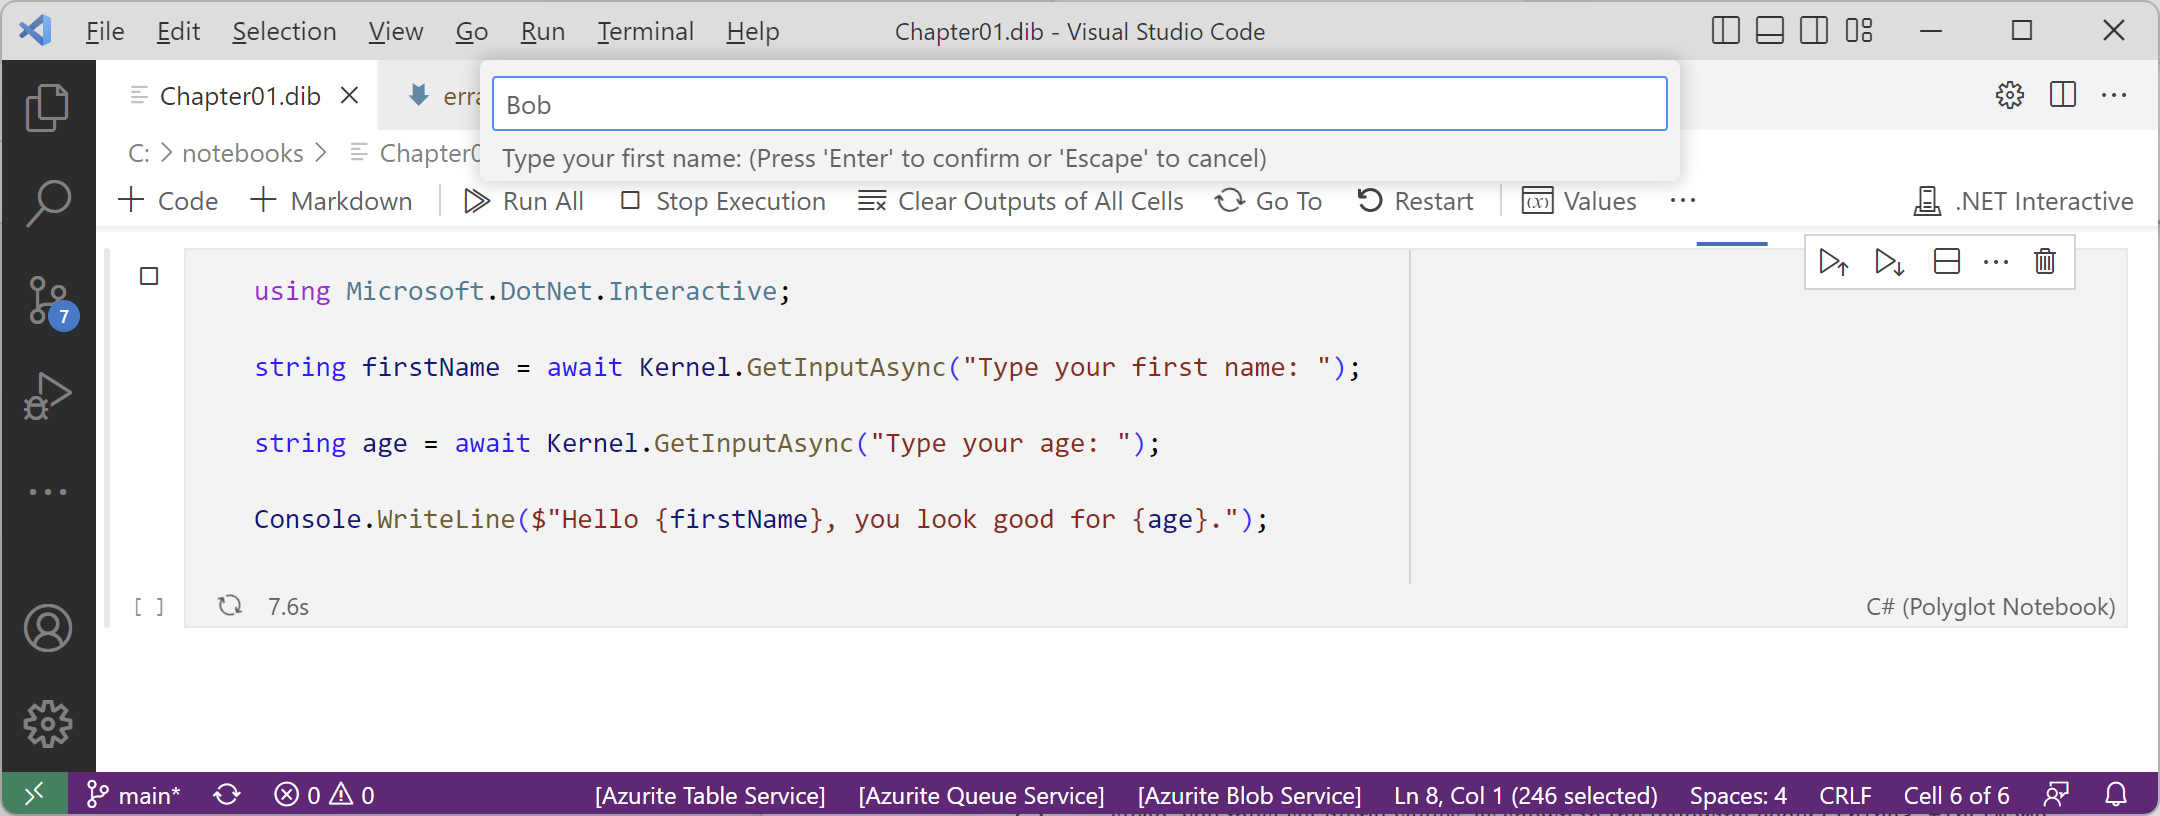 File Edit Selection View Go Run Terminal Help Chapter01.dib - Visual Studio Code
Chapter01.dib
Bob
C: > notebooks >
Type your first name: (Press 'Enter' to confirm or 'Escape' to cancel)
+ Code + Markdown Run All Stop Execution Clear Outputs of All Cells Go To Restart Values ... .NET Interactive
using Microsoft.DotNet.Interactive;
string firstName = await Kernel.GetInputAsync("Type your first name: ");
7
string age = await Kernel.GetInputAsync("Type your age: ");
Console.WriteLine($"Hello {firstName}, you look good for {age}.");
[ ] 7.6s C# (Polyglot Notebook)
main* 0 0 [Azurite Table Service] [Azurite Queue Service] [Azurite Blob Service] Ln 8, Col 1 (246 selected) Spaces: 4 CRLF Cell 6 of 6